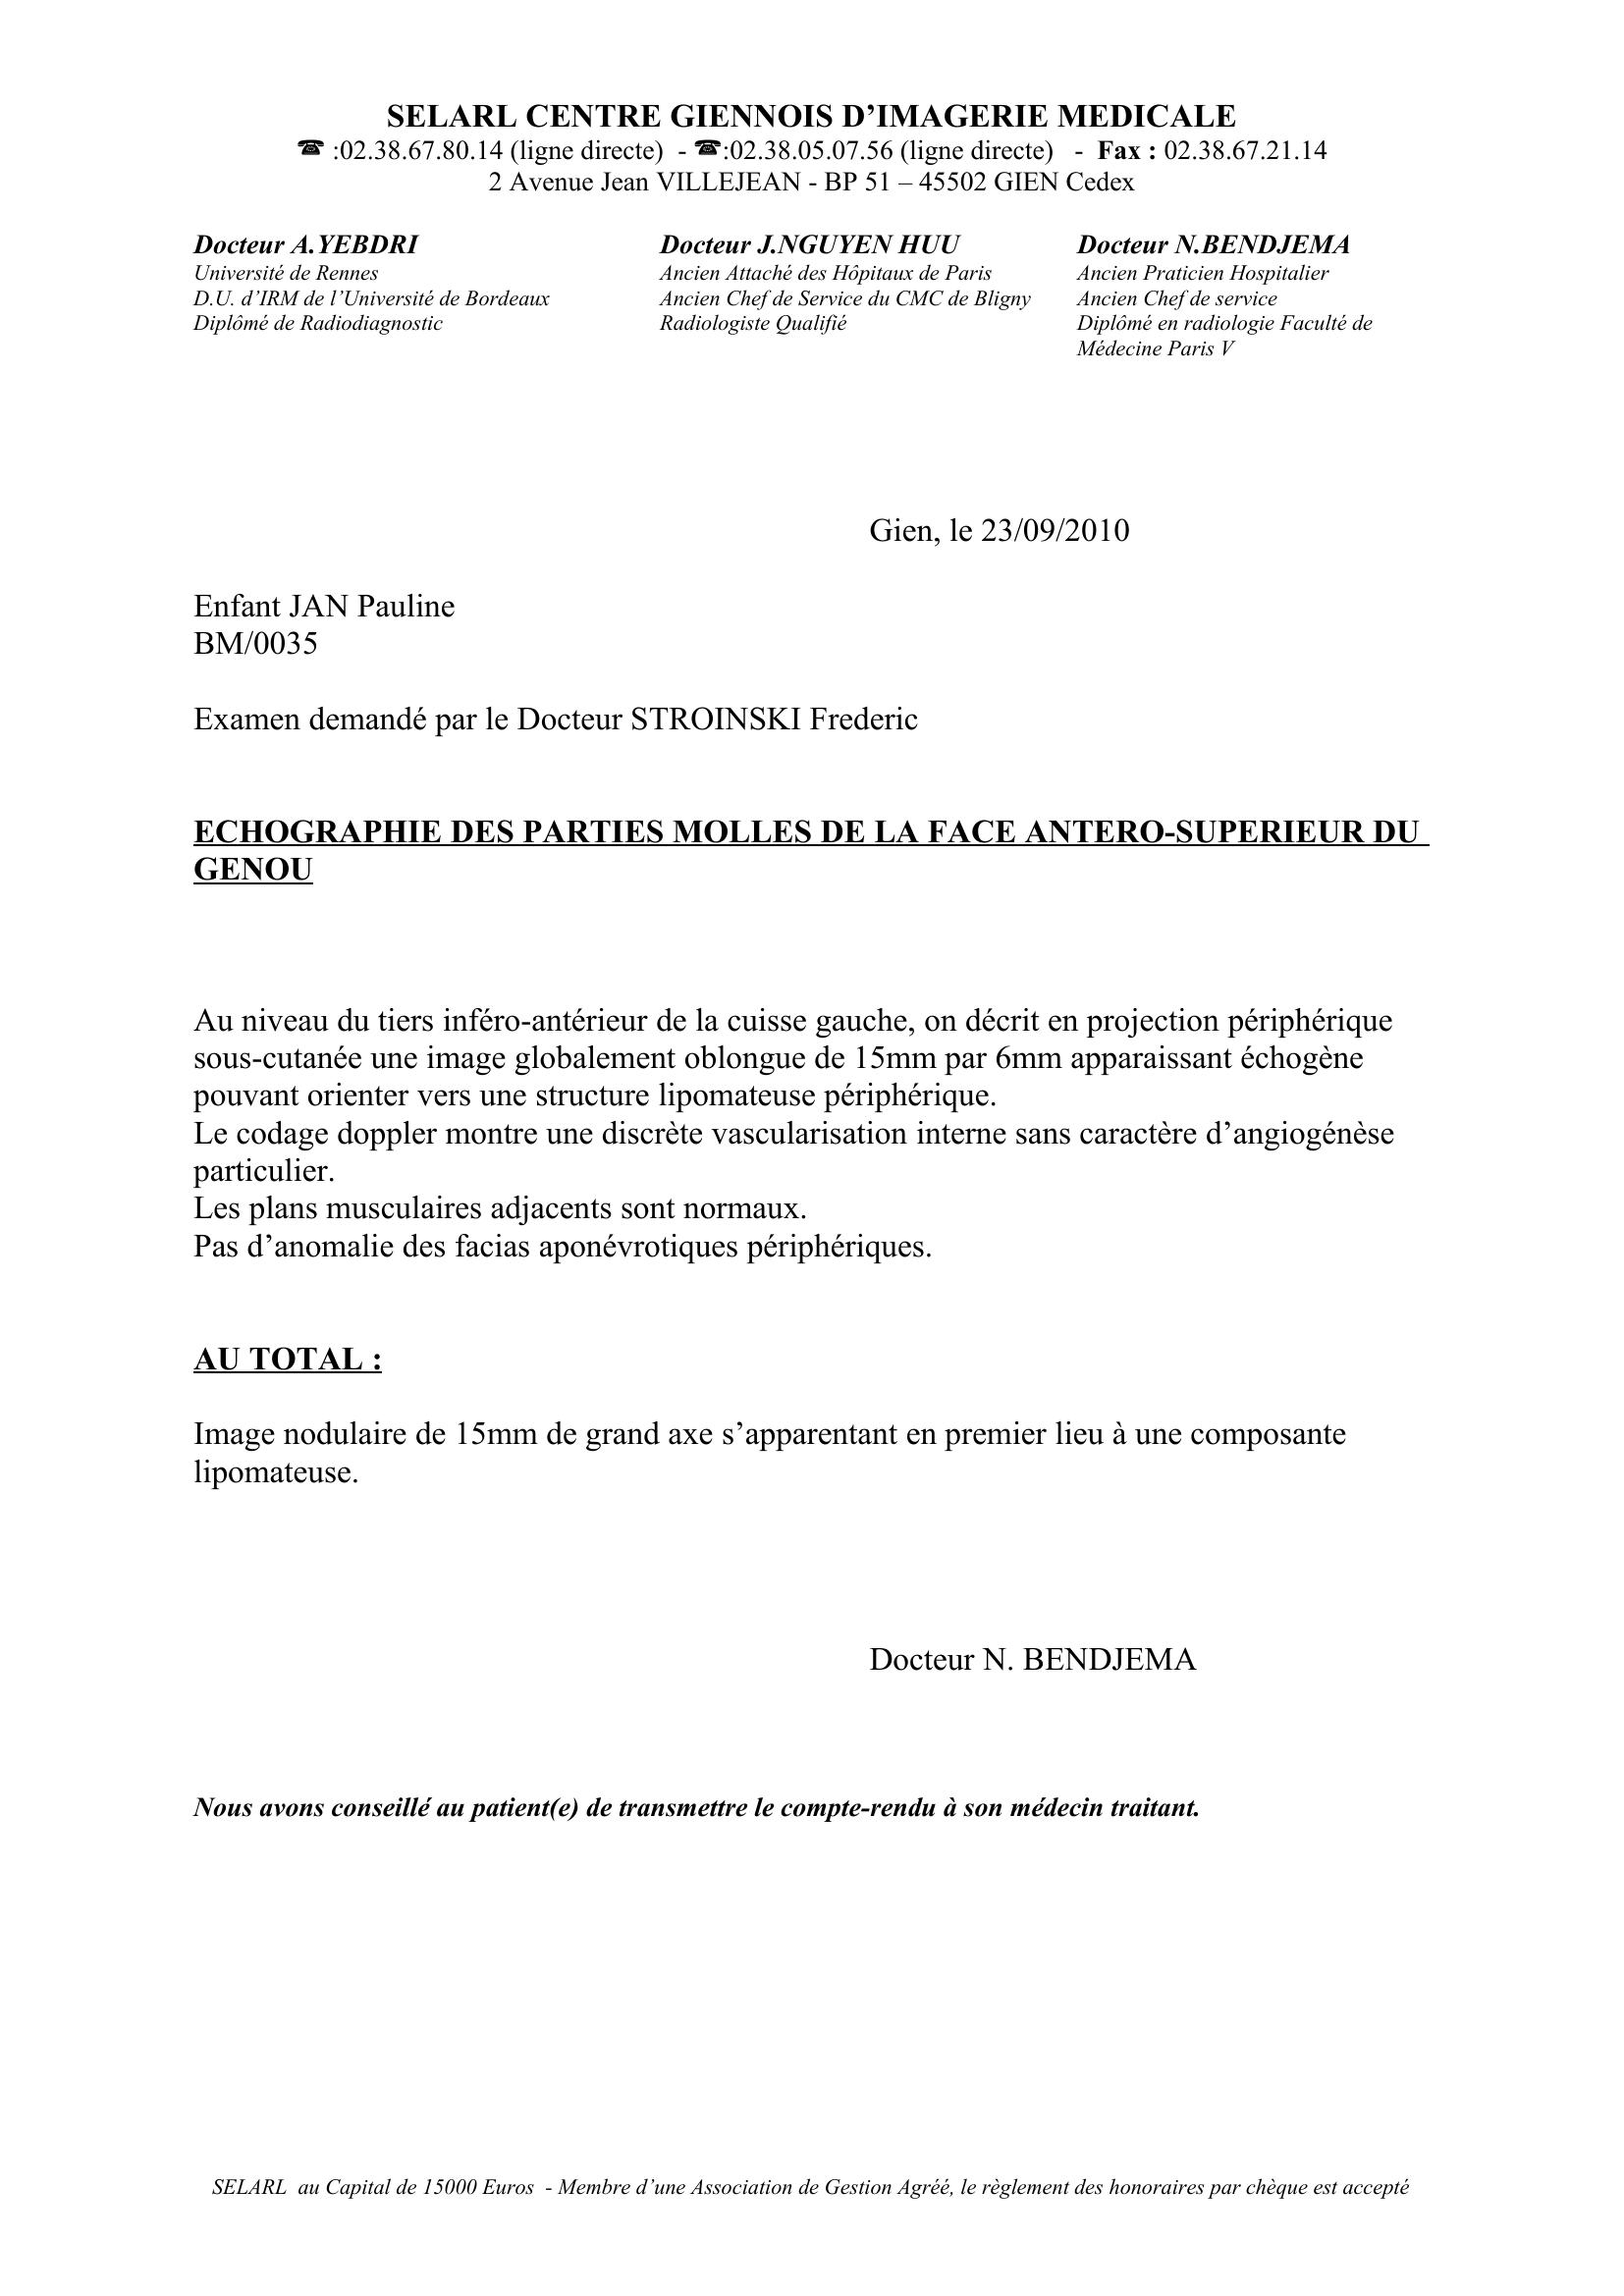 SELARL CENTRE GIENNOIS D’IMAGERIE MEDICALE
☎ :02.38.67.80.14 (ligne directe) - ☎:02.38.05.07.56 (ligne directe) - Fax : 02.38.67.21.14
2 Avenue Jean VILLEJEAN - BP 51 – 45502 GIEN Cedex
Docteur A.YEBDRI
Université de Rennes
D.U. d’IRM de l’Université de Bordeaux
Diplômé de Radiodiagnostic
Docteur J.NGUYEN HUU
Ancien Attaché des Hôpitaux de Paris
Ancien Chef de Service du CMC de Bligny
Radiologiste Qualifié
Docteur N.BENDJEMA
Ancien Praticien Hospitalier
Ancien Chef de service
Diplômé en radiologie Faculté de
Médecine Paris V
Gien, le 23/09/2010
Enfant JAN Pauline
BM/0035
Examen demandé par le Docteur STROINSKI Frederic
ECHOGRAPHIE DES PARTIES MOLLES DE LA FACE ANTERO-SUPERIEUR DU
GENOU
Au niveau du tiers inféro-antérieur de la cuisse gauche, on décrit en projection périphérique
sous-cutanée une image globalement oblongue de 15mm par 6mm apparaissant échogène
pouvant orienter vers une structure lipomateuse périphérique.
Le codage doppler montre une discrète vascularisation interne sans caractère d’angiogénèse
particulier.
Les plans musculaires adjacents sont normaux.
Pas d’anomalie des facias aponévrotiques périphériques.
AU TOTAL :
Image nodulaire de 15mm de grand axe s’apparentant en premier lieu à une composante
lipomateuse.
Docteur N. BENDJEMA
Nous avons conseillé au patient(e) de transmettre le compte-rendu à son médecin traitant.
SELARL au Capital de 15000 Euros - Membre d’une Association de Gestion Agréé, le règlement des honoraires par chèque est accepté